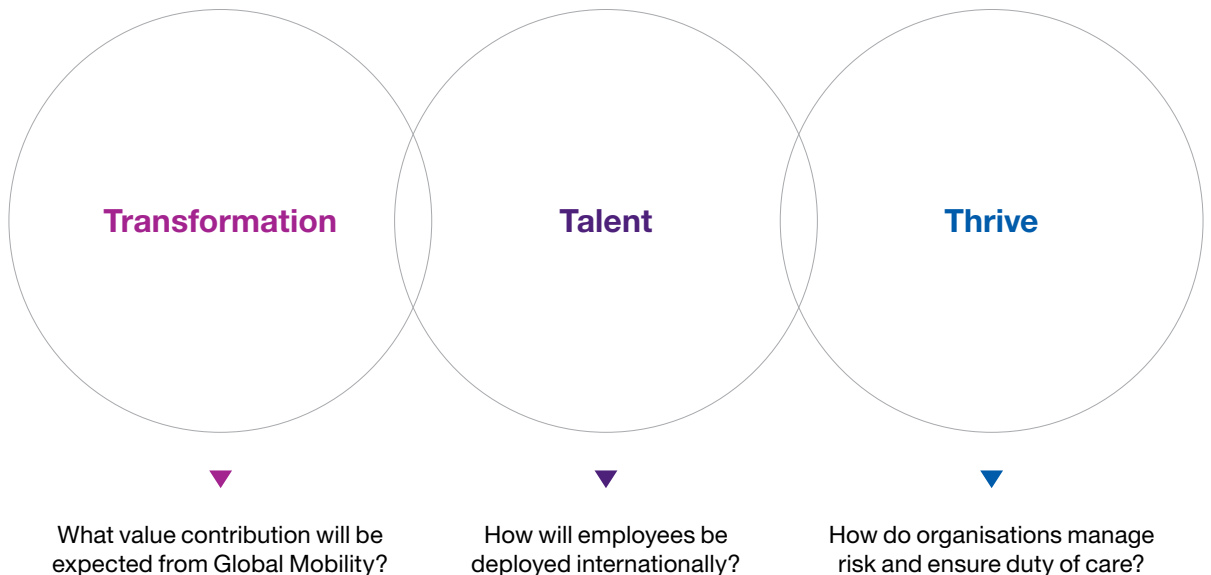 Transformation
Talent
Thrive
What value contribution will be
expected from Global Mobility?
How will employees be
deployed internationally?
How do organisations manage
risk and ensure duty of care?